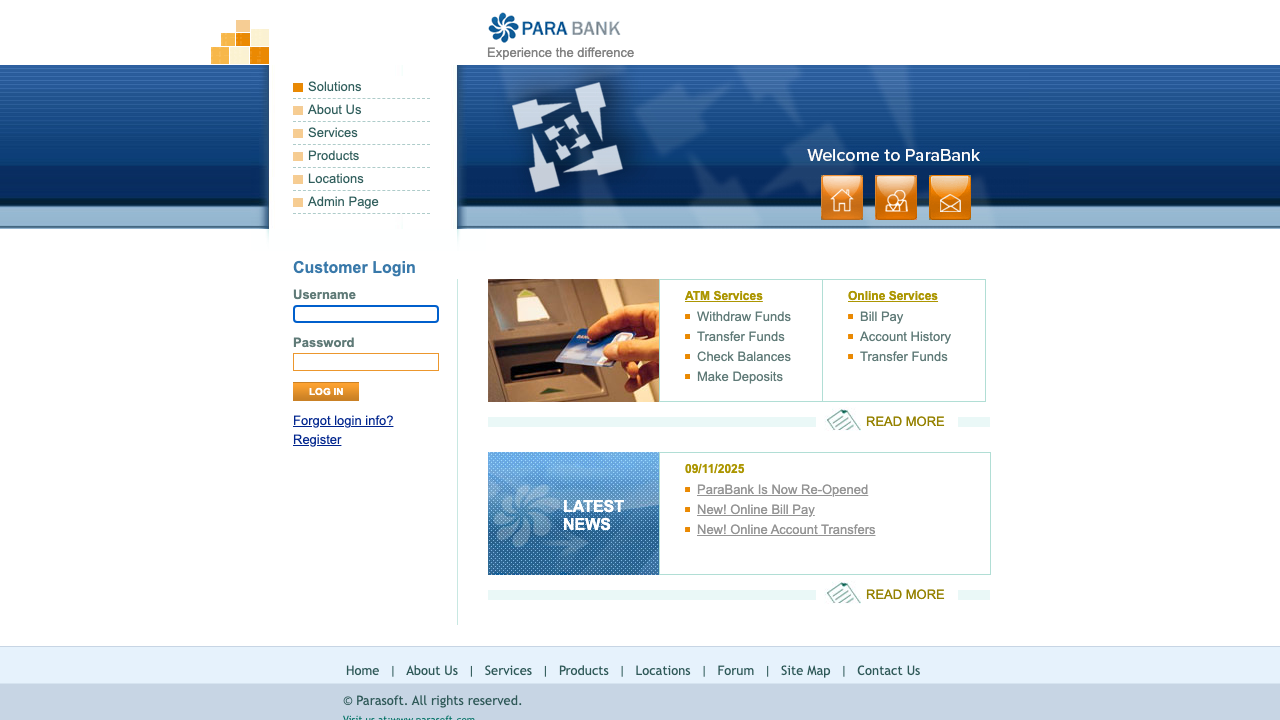 PARA BANK
Experience the difference
Solutions
About Us
Services
Products
Locations
Admin Page
Welcome to ParaBank
Customer Login
Username
Password
LOG IN
Forgot login info?
Register
ATM Services
Withdraw Funds
Transfer Funds
Check Balances
Make Deposits
Online Services
Bill Pay
Account History
Transfer Funds
READ MORE
LATEST
NEWS
09/11/2025
ParaBank Is Now Re-Opened
New! Online Bill Pay
New! Online Account Transfers
READ MORE
Home | About Us | Services | Products | Locations | Forum | Site Map | Contact Us
© Parasoft. All rights reserved.
Visit us at:www.parasoft.com